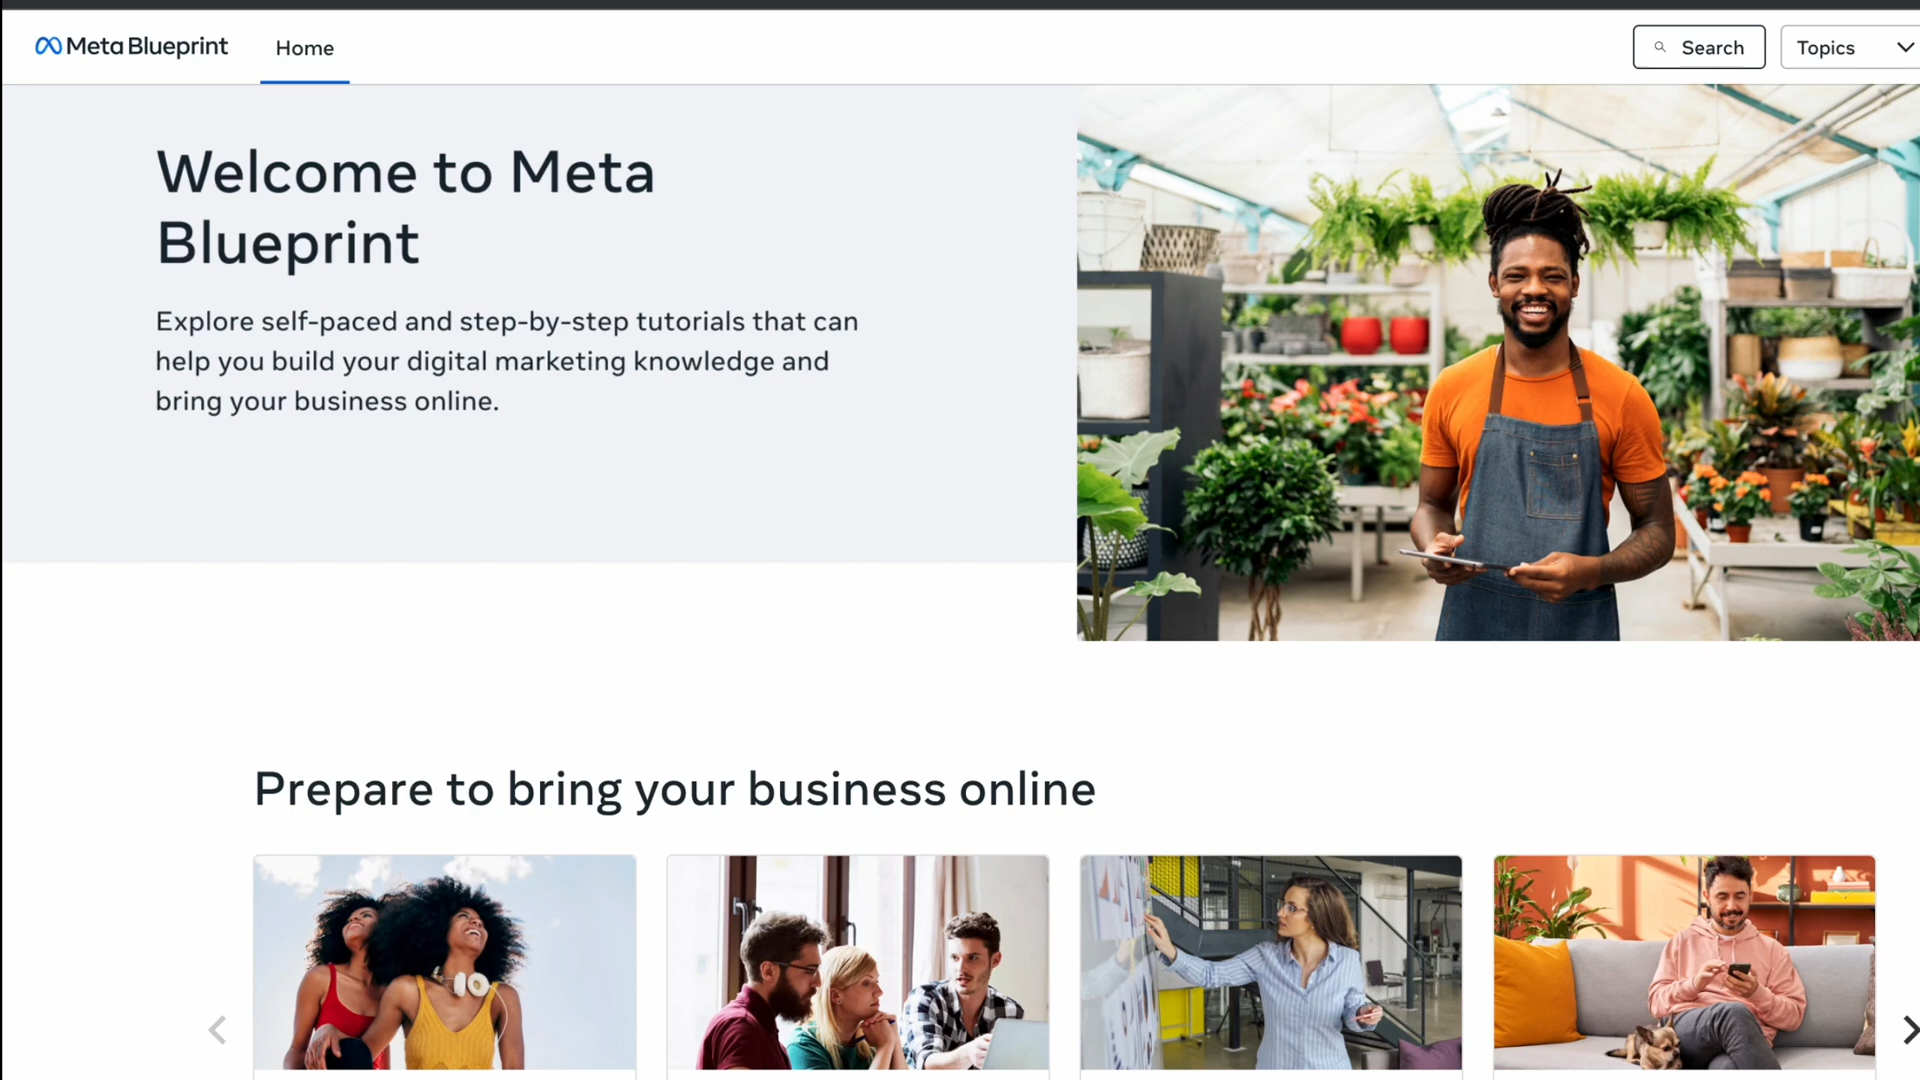 Meta Blueprint
Home
Search
Topics
Welcome to Meta
Blueprint
Explore self-paced and step-by-step tutorials that can
help you build your digital marketing knowledge and
bring your business online.
Prepare to bring your business online